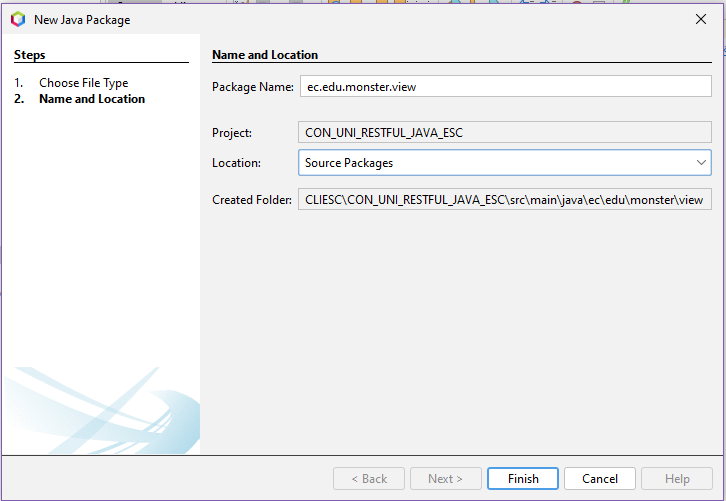 New Java Package
Steps
1. Choose File Type
2. Name and Location
Name and Location
Package Name: ec.edu.monster.view
Project: CON_UNI_RESTFUL_JAVA_ESC
Location: Source Packages
Created Folder: CLIESC\CON_UNI_RESTFUL_JAVA_ESC\src\main\java\ec\edu\monster\view
< Back Next > Finish Cancel Help